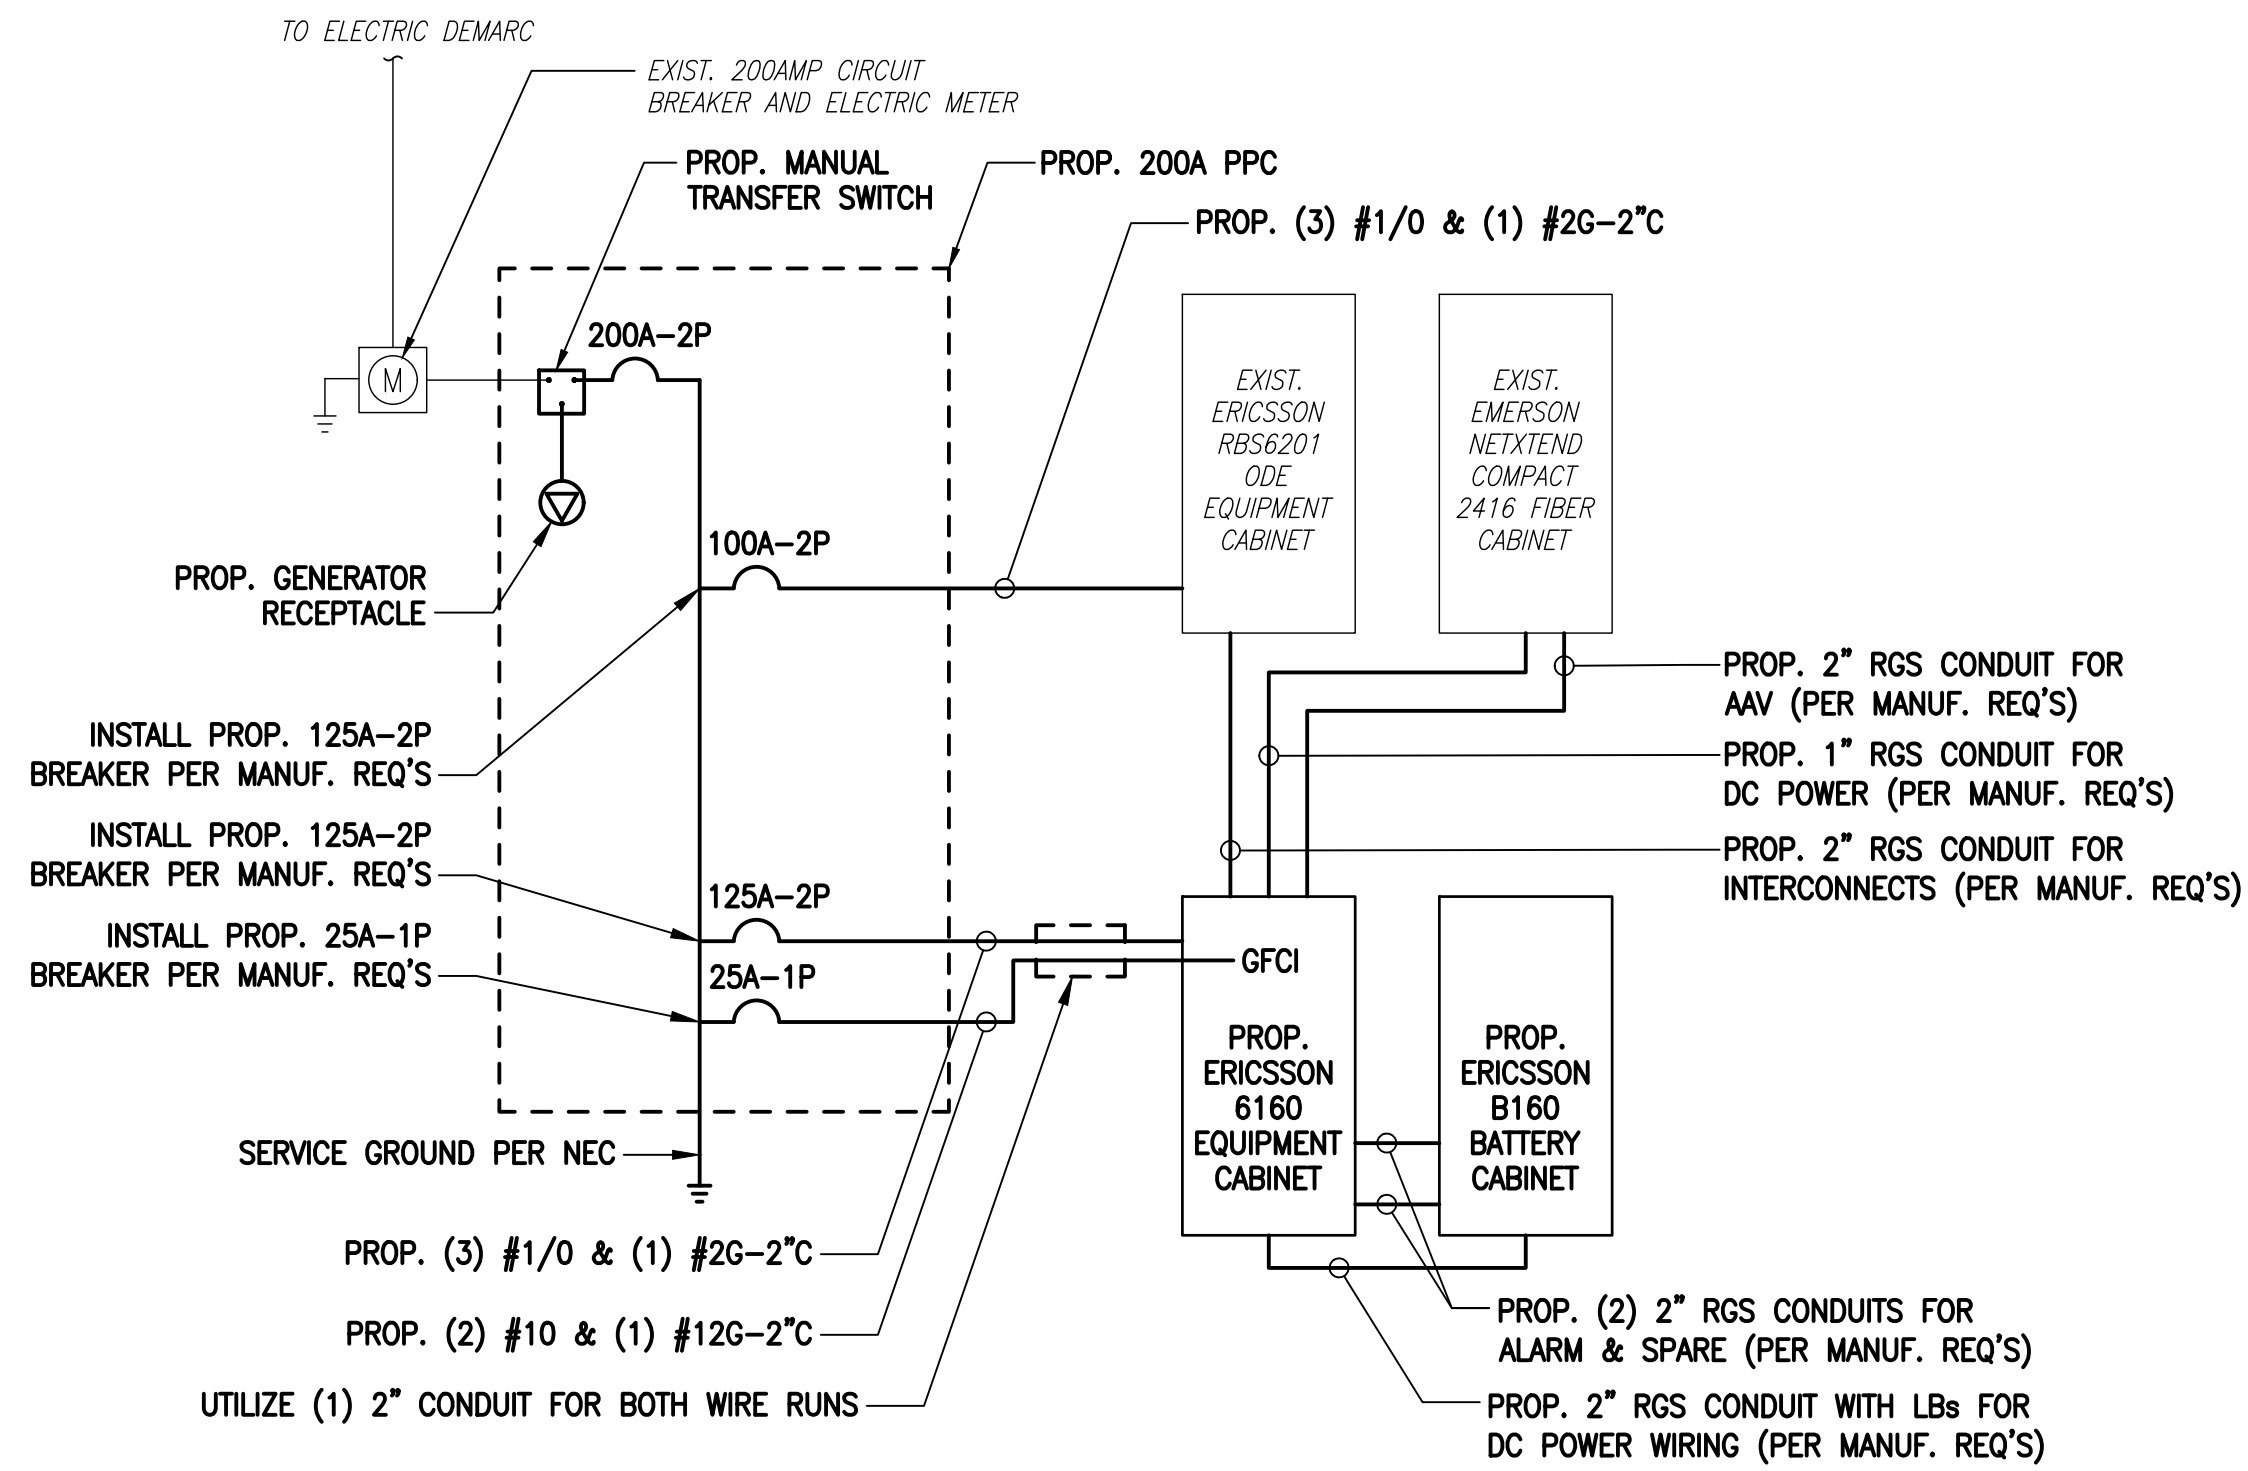 TO ELECTRIC DEMARC
EXIST. 200AMP CIRCUIT
BREAKER AND ELECTRIC METER
PROP. MANUAL
TRANSFER SWITCH
PROP. 200A PPC
PROP. (3) #1/0 & (1) #2G-2"C
200A-2P
M
EXIST.
ERICSSON
RBS6201
ODE
EQUIPMENT
CABINET
EXIST.
EMERSON
NETXTEND
COMPACT
2416 FIBER
CABINET
100A-2P
PROP. GENERATOR
RECEPTACLE
PROP. 2" RGS CONDUIT FOR
AAV (PER MANUF. REQ'S)
INSTALL PROP. 125A-2P
BREAKER PER MANUF. REQ'S
PROP. 1" RGS CONDUIT FOR
DC POWER (PER MANUF. REQ'S)
INSTALL PROP. 125A-2P
BREAKER PER MANUF. REQ'S
PROP. 2" RGS CONDUIT FOR
INTERCONNECTS (PER MANUF. REQ'S)
125A-2P
INSTALL PROP. 25A-1P
BREAKER PER MANUF. REQ'S
25A-1P
GFCI
PROP.
ERICSSON
6160
EQUIPMENT
CABINET
PROP.
ERICSSON
B160
BATTERY
CABINET
SERVICE GROUND PER NEC
PROP. (3) #1/0 & (1) #2G-2"C
PROP. (2) #10 & (1) #12G-2"C
UTILIZE (1) 2" CONDUIT FOR BOTH WIRE RUNS
PROP. (2) 2" RGS CONDUITS FOR
ALARM & SPARE (PER MANUF. REQ'S)
PROP. 2" RGS CONDUIT WITH LBs FOR
DC POWER WIRING (PER MANUF. REQ'S)